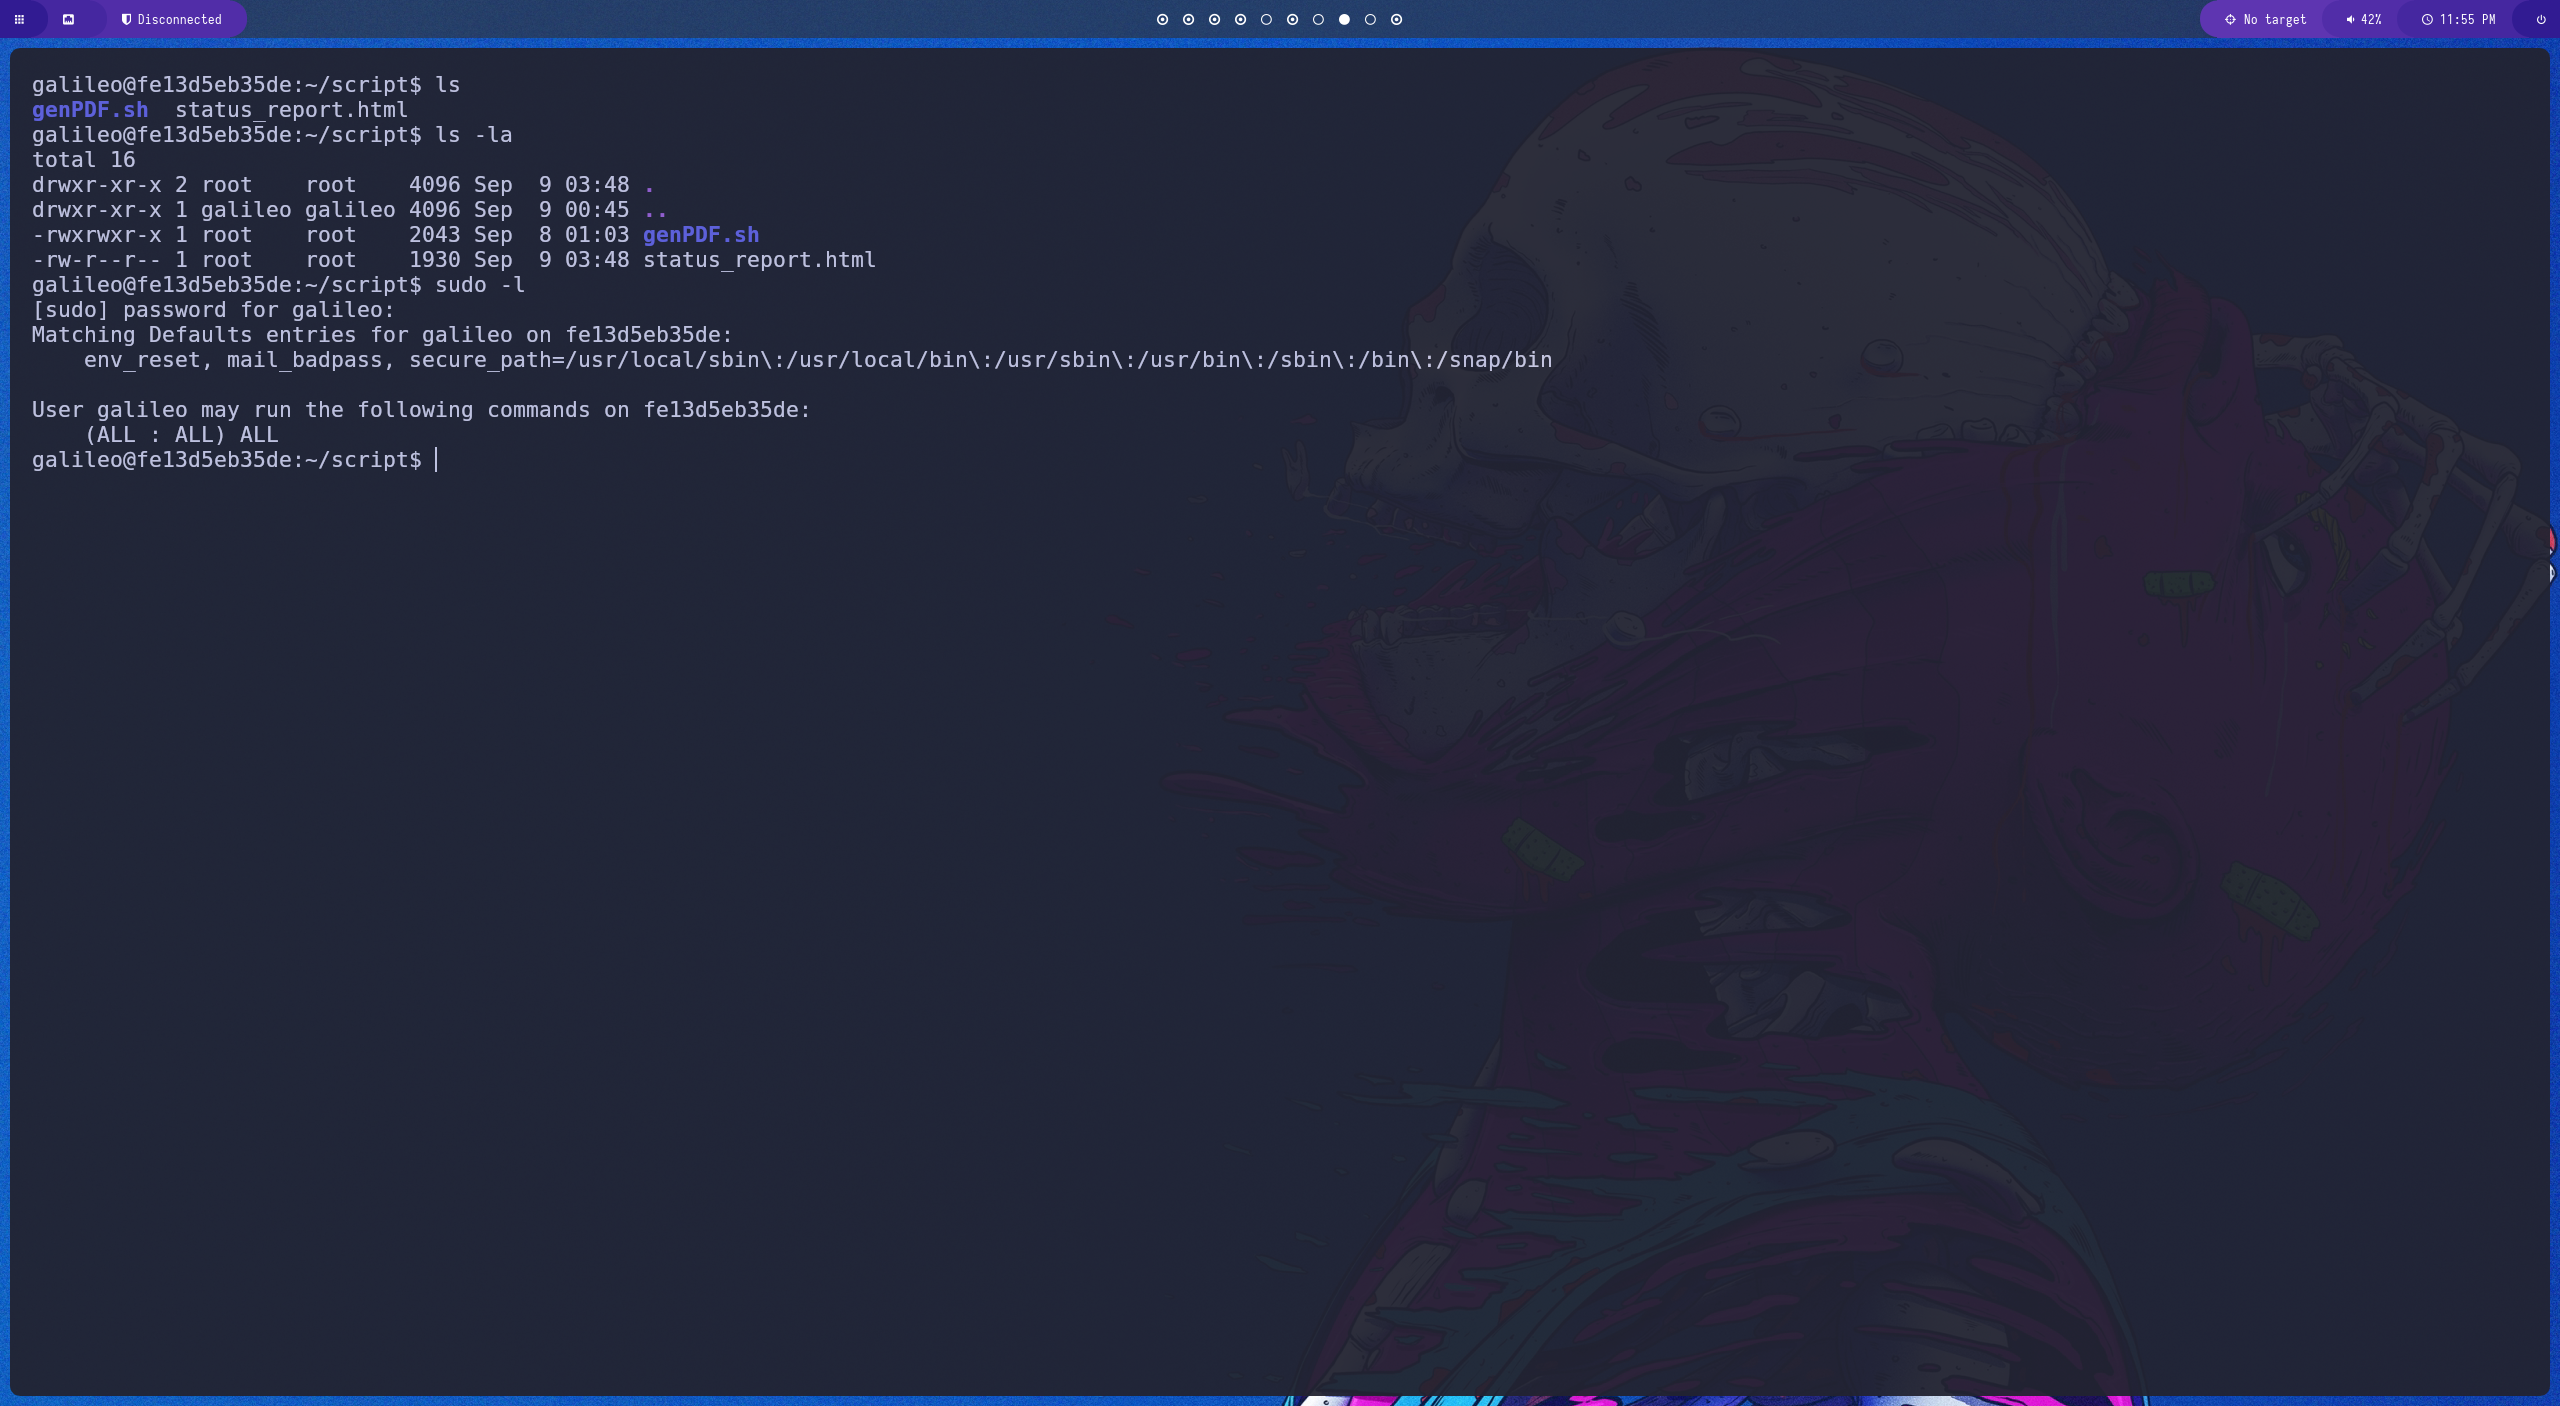 Disconnected
No target
42%
11:55 PM
galileo@fe13d5eb35de:~/script$ ls
genPDF.sh  status_report.html
galileo@fe13d5eb35de:~/script$ ls -la
total 16
drwxr-xr-x 2 root    root    4096 Sep  9 03:48 .
drwxr-xr-x 1 galileo galileo 4096 Sep  9 00:45 ..
-rwxrwxr-x 1 root    root    2043 Sep  8 01:03 genPDF.sh
-rw-r--r-- 1 root    root    1930 Sep  9 03:48 status_report.html
galileo@fe13d5eb35de:~/script$ sudo -l
[sudo] password for galileo:
Matching Defaults entries for galileo on fe13d5eb35de:
    env_reset, mail_badpass, secure_path=/usr/local/sbin\:/usr/local/bin\:/usr/sbin\:/usr/bin\:/sbin\:/bin\:/snap/bin
User galileo may run the following commands on fe13d5eb35de:
    (ALL : ALL) ALL
galileo@fe13d5eb35de:~/script$